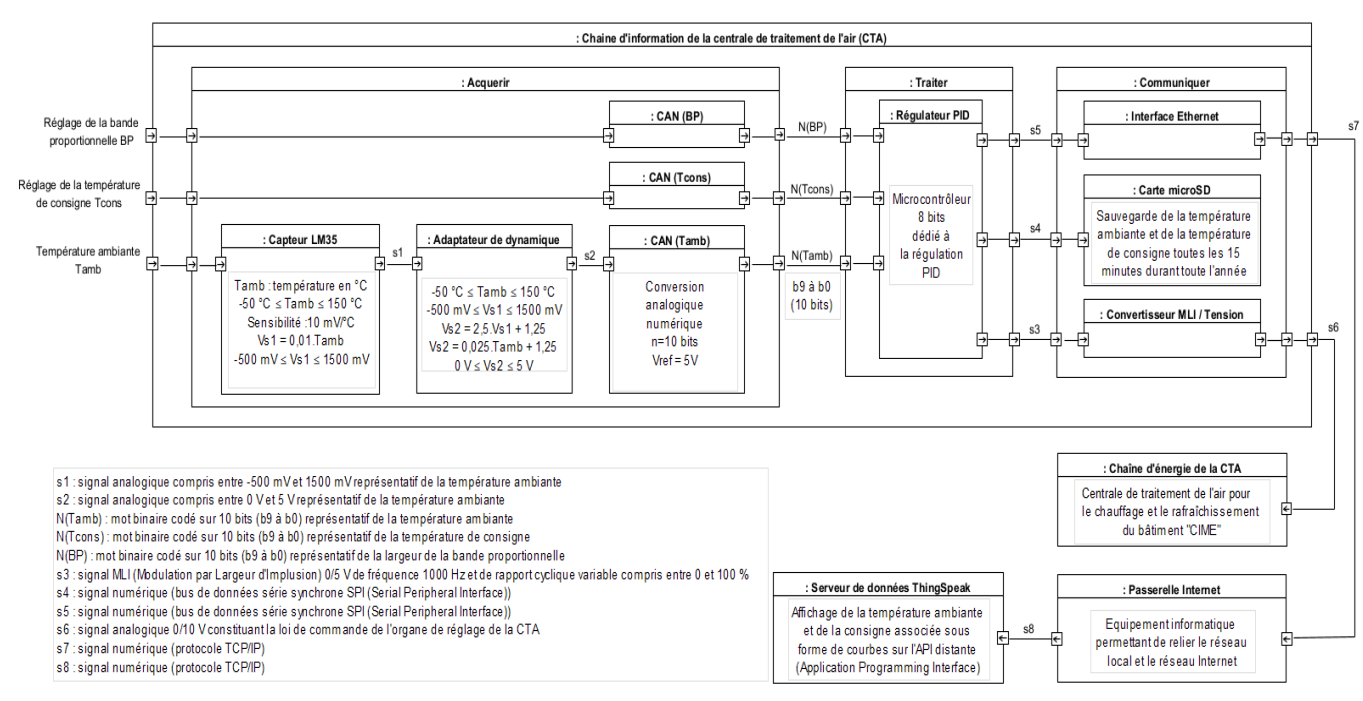 : Chaine d'information de la centrale de traitement de l'air (CTA)
: Acquerir
: Traiter
: Communiquer
Réglage de la bande
proportionnelle BP
: CAN (BP)
N(BP)
: Régulateur PID
s5
: Interface Ethernet
s7
Réglage de la température
de consigne Tcons
: CAN (Tcons)
N(Tcons)
Microcontrôleur
8 bits
dédié à
la régulation
PID
s4
: Carte microSD
Sauvegarde de la température
ambiante et de la température
de consigne toutes les 15
minutes durant toute l'année
Température ambiante
Tamb
: Capteur LM35
Tamb : température en °C
-50 °C ≤ Tamb ≤ 150 °C
Sensibilité :10 mV/°C
Vs1 = 0,01.Tamb
-500 mV ≤ Vs1 ≤ 1500 mV
s1
: Adaptateur de dynamique
-50 °C ≤ Tamb ≤ 150 °C
-500 mV ≤ Vs1 ≤ 1500 mV
Vs2 = 2,5.Vs1 + 1,25
Vs2 = 0,025.Tamb + 1,25
0 V ≤ Vs2 ≤ 5 V
s2
: CAN (Tamb)
Conversion
analogique
numérique
n=10 bits
Vref = 5V
N(Tamb)
b9 à b0
(10 bits)
s3
: Convertisseur MLI / Tension
s6
: Chaîne d'énergie de la CTA
Centrale de traitement de l'air pour
le chauffage et le rafraîchissement
du bâtiment "CIME"
s1 : signal analogique compris entre -500 mV et 1500 mV représentatif de la température ambiante
s2 : signal analogique compris entre 0 V et 5 V représentatif de la température ambiante
N(Tamb) : mot binaire codé sur 10 bits (b9 à b0) représentatif de la température ambiante
N(Tcons) : mot binaire codé sur 10 bits (b9 à b0) représentatif de la température de consigne
N(BP) : mot binaire codé sur 10 bits (b9 à b0) représentatif de la largeur de la bande proportionnelle
s3 : signal MLI (Modulation par Largeur d'Implusion) 0/5 V de fréquence 1000 Hz et de rapport cyclique variable compris entre 0 et 100 %
s4 : signal numérique (bus de données série synchrone SPI (Serial Peripheral Interface))
s5 : signal numérique (bus de données série synchrone SPI (Serial Peripheral Interface))
s6 : signal analogique 0/10 V constituant la loi de commande de l'organe de réglage de la CTA
s7 : signal numérique (protocole TCP/IP)
s8 : signal numérique (protocole TCP/IP)
: Serveur de données ThingSpeak
Affichage de la température ambiante
et de la consigne associée sous
forme de courbes sur l'API distante
(Application Programming Interface)
s8
: Passerelle Internet
Equipement informatique
permettant de relier le réseau
local et le réseau Internet